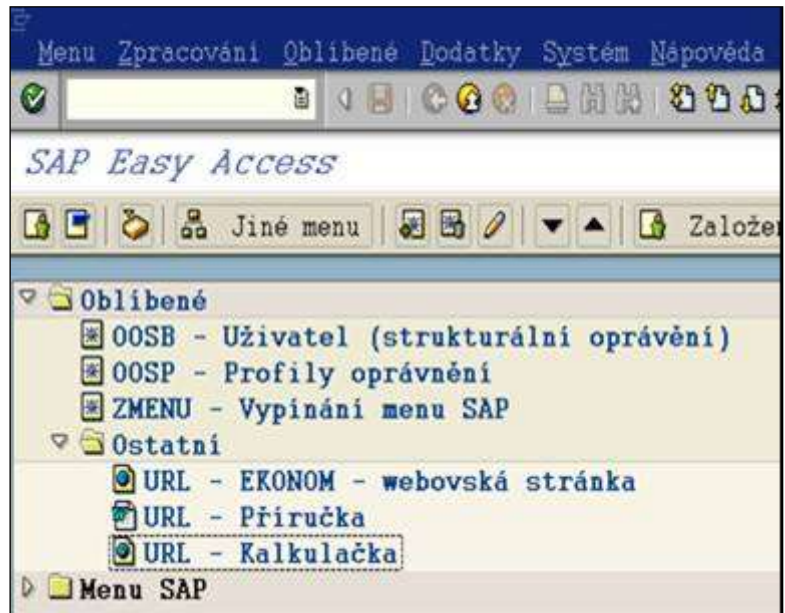 Menu Zpracování Oblíbené Dodatky Systém Nápověda
SAP Easy Access
Jiné menu Založe
Oblíbené
OOSB - Uživatel (strukturální oprávění)
OOSP - Profily oprávnění
ZMENU - Vypínání menu SAP
Ostatní
URL - EKONOM - webovská stránka
URL - Příručka
URL - Kalkulačka
Menu SAP